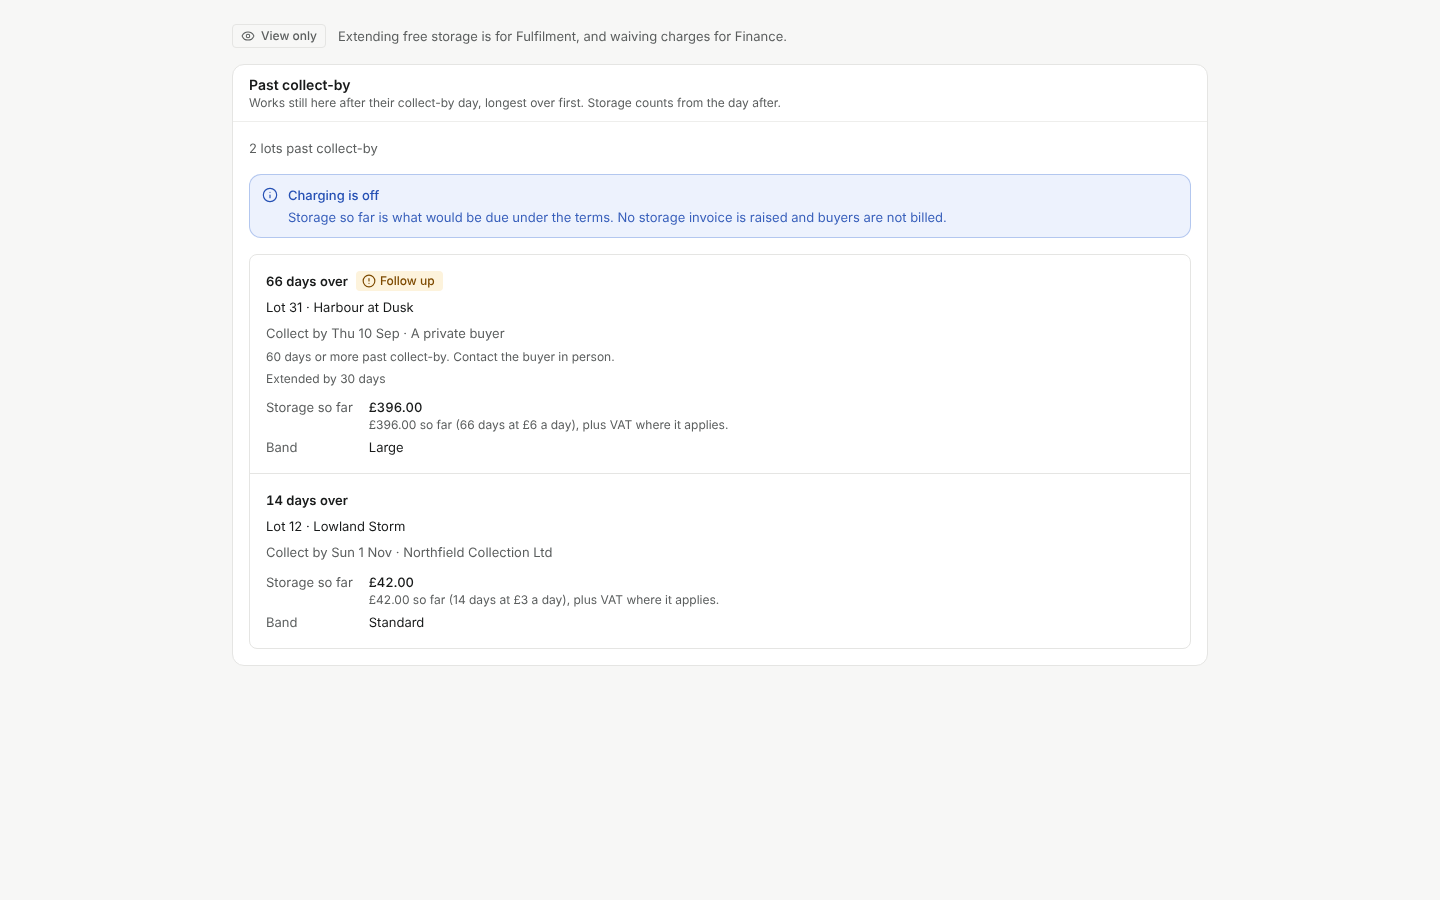 View only
Extending free storage is for Fulfilment, and waiving charges for Finance.
Past collect-by
Works still here after their collect-by day, longest over first. Storage counts from the day after.
2 lots past collect-by
Charging is off
Storage so far is what would be due under the terms. No storage invoice is raised and buyers are not billed.
66 days over
Follow up
Lot 31 · Harbour at Dusk
Collect by Thu 10 Sep · A private buyer
60 days or more past collect-by. Contact the buyer in person.
Extended by 30 days
Storage so far
£396.00
£396.00 so far (66 days at £6 a day), plus VAT where it applies.
Band
Large
14 days over
Lot 12 · Lowland Storm
Collect by Sun 1 Nov · Northfield Collection Ltd
Storage so far
£42.00
£42.00 so far (14 days at £3 a day), plus VAT where it applies.
Band
Standard